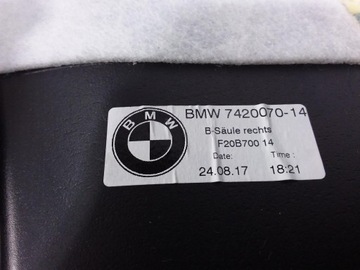 BMW
BMW 7420070-14
B-Säule rechts
F20B700 14
Date: Time:
24.08.17 18:21